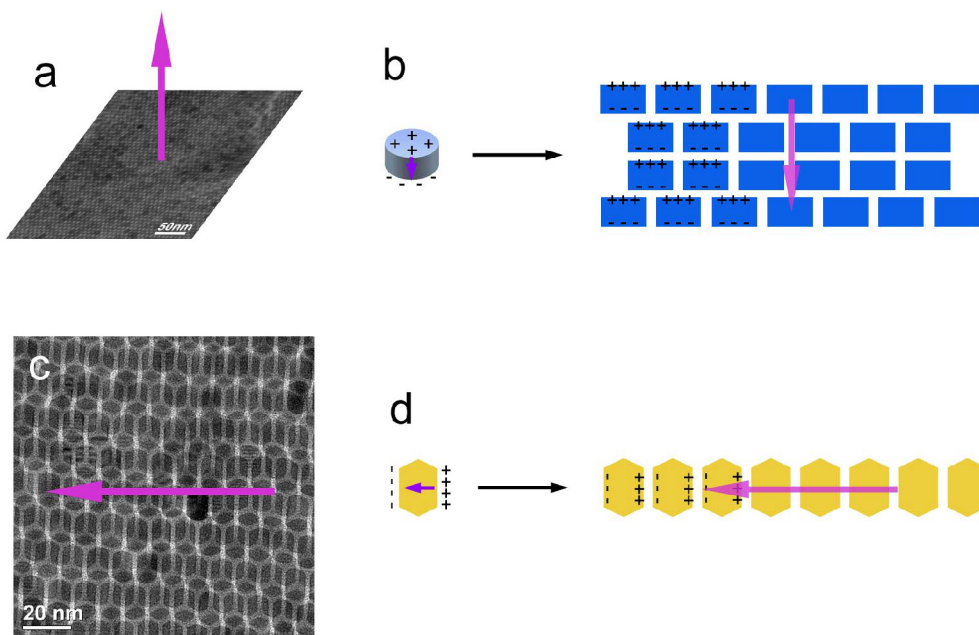 a
50nm
b
+ + + +
- - - -
+++ +++ +++
- - - - - - - - -
+++ +++
- - - - - -
+++ +++
- - - - - -
+++ +++ +++
- - - - - - - - -
c
20 nm
d